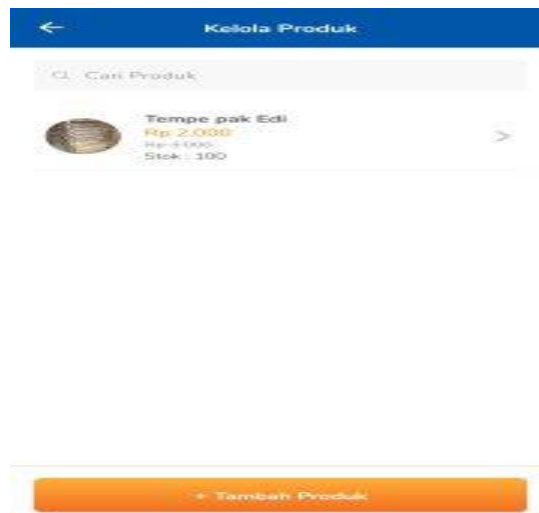 Kelola Produk
Cari Produk
Tempe pak Edi
Rp 2.000
Stok : 100
+ Tambah Produk